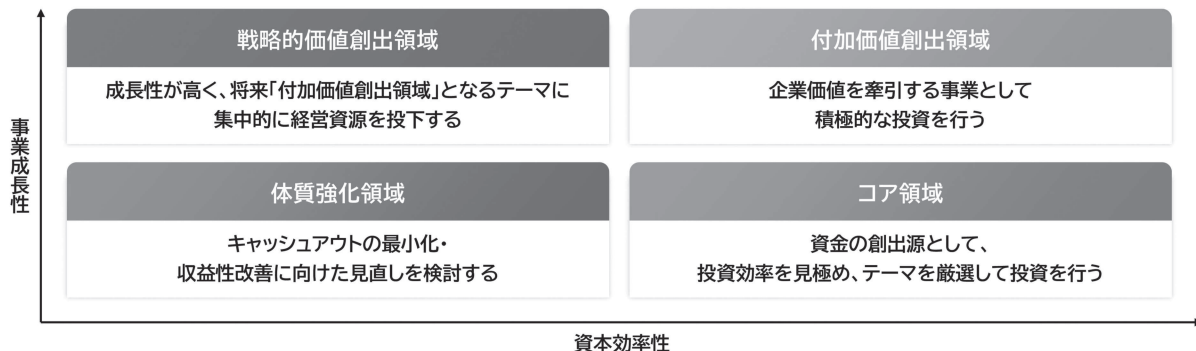 戦略的価値創出領域
成長性が高く、将来「付加価値創出領域」となるテーマに
集中的に経営資源を投下する
付加価値創出領域
企業価値を牽引する事業として
積極的な投資を行う
事業成長性
体質強化領域
キャッシュアウトの最小化・
収益性改善に向けた見直しを検討する
コア領域
資金の創出源として、
投資効率を見極め、テーマを厳選して投資を行う
資本効率性